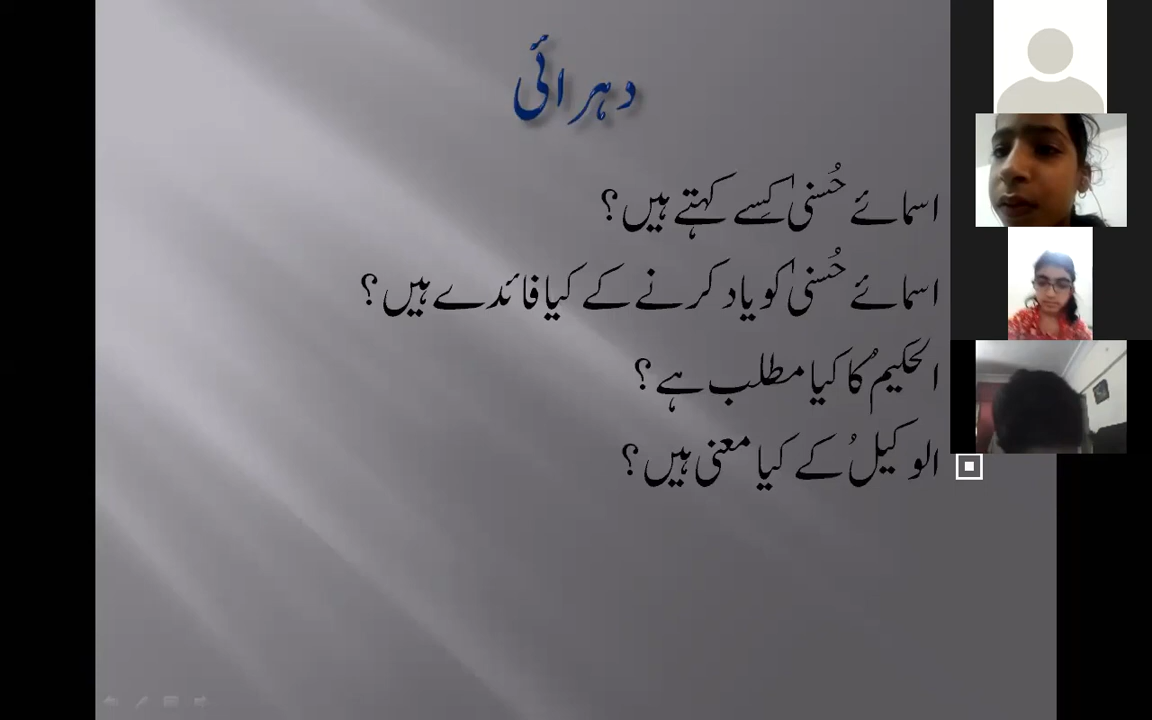 دہرائی
اسمائے حُسنیٰ کِسے کہتے ہیں؟
اسمائے حُسنیٰ کو یاد کرنے کے کیا فائدے ہیں؟
الحکیمُ کا کیا مطلب ہے ؟
الوکیلُ کے کیا معنی ہیں؟